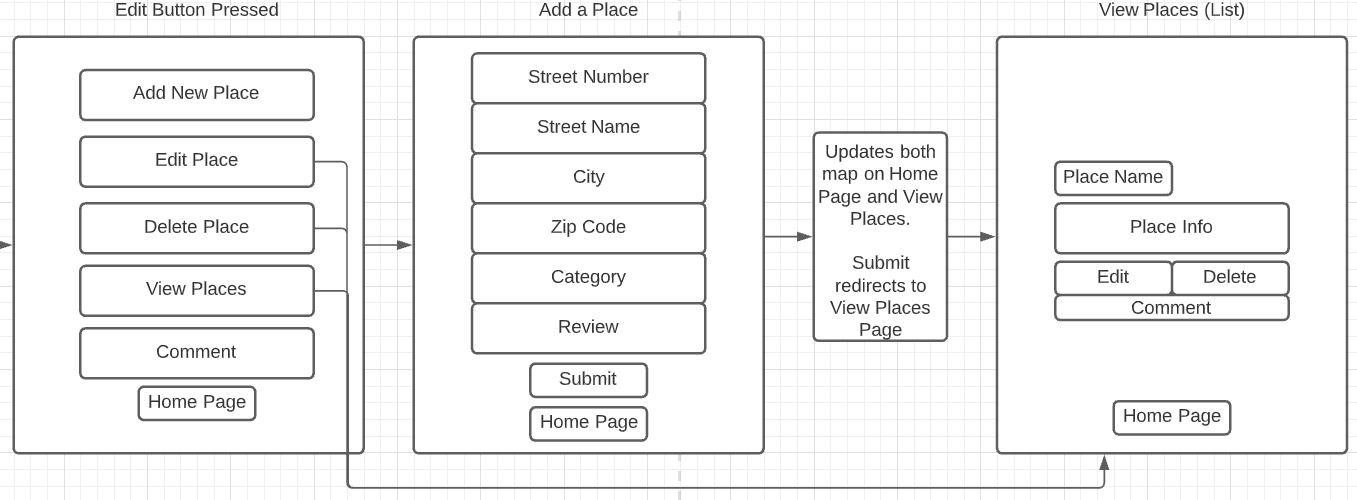 Edit Button Pressed
Add New Place
Edit Place
Delete Place
View Places
Comment
Home Page
Add a Place
Street Number
Street Name
City
Zip Code
Category
Review
Submit
Home Page
Updates both
map on Home
Page and View
Places.
Submit
redirects to
View Places
Page
View Places (List)
Place Name
Place Info
Edit
Delete
Comment
Home Page